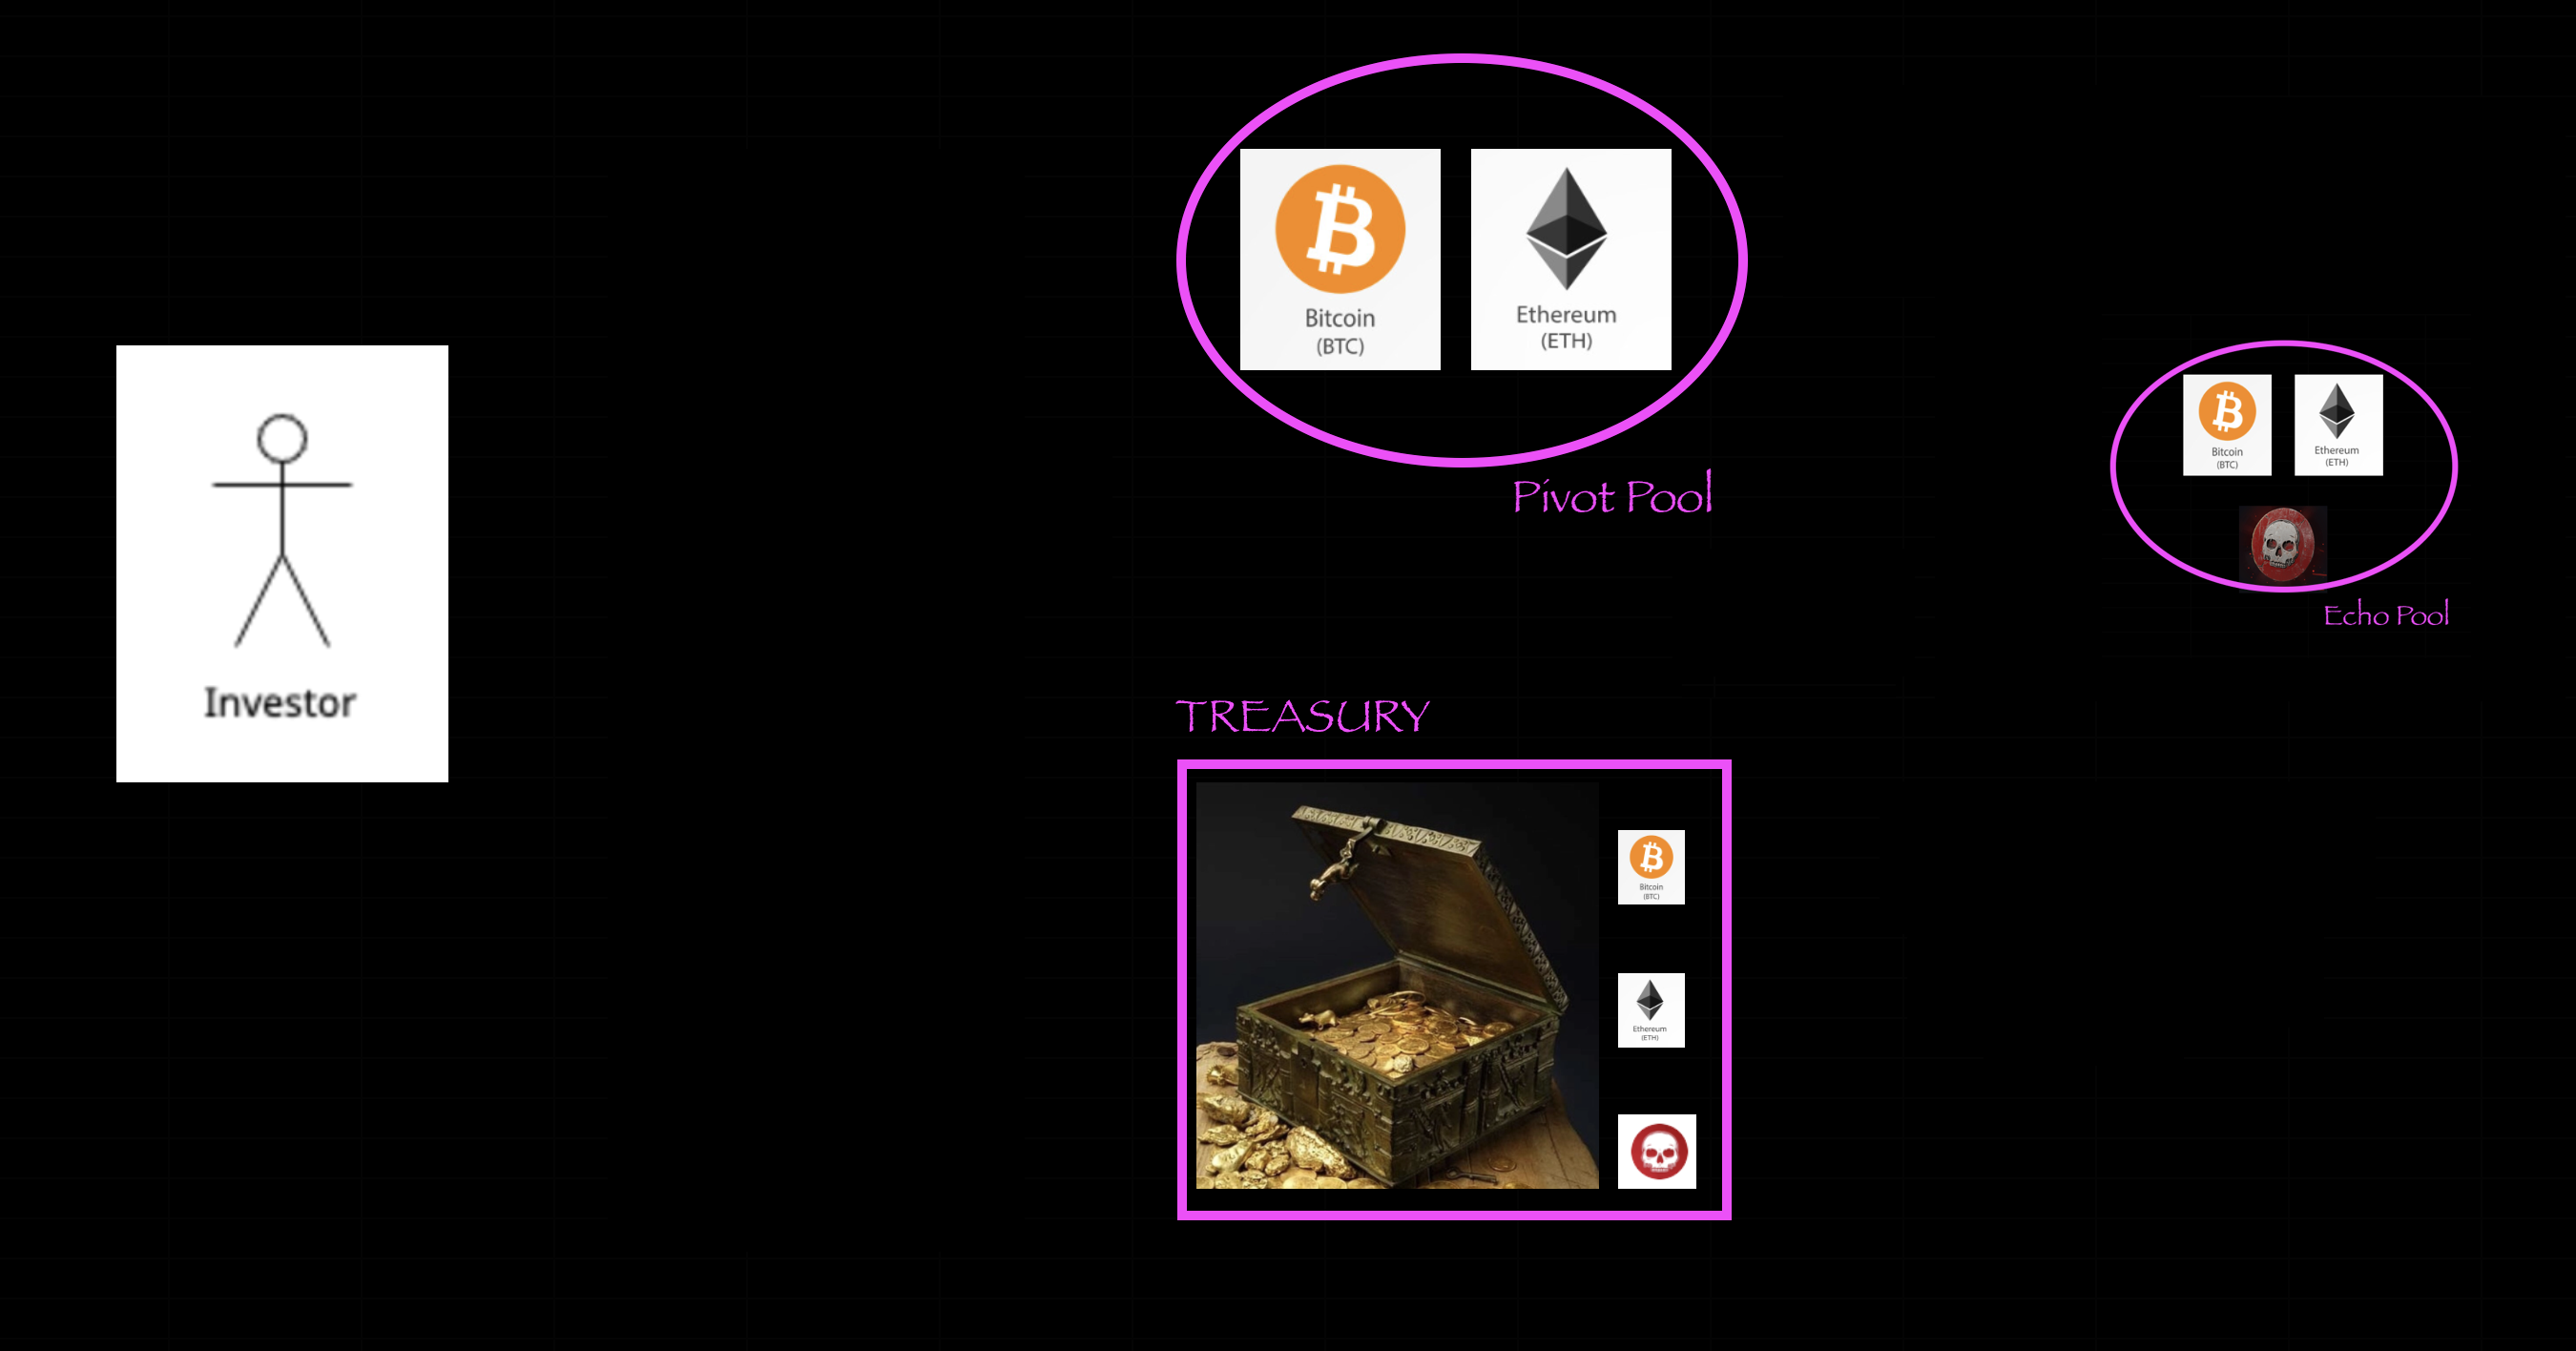 Investor
Bitcoin
(BTC)
Ethereum
(ETH)
Pivot Pool
Bitcoin
(BTC)
Ethereum
(ETH)
Echo Pool
TREASURY
Bitcoin
(BTC)
Ethereum
(ETH)